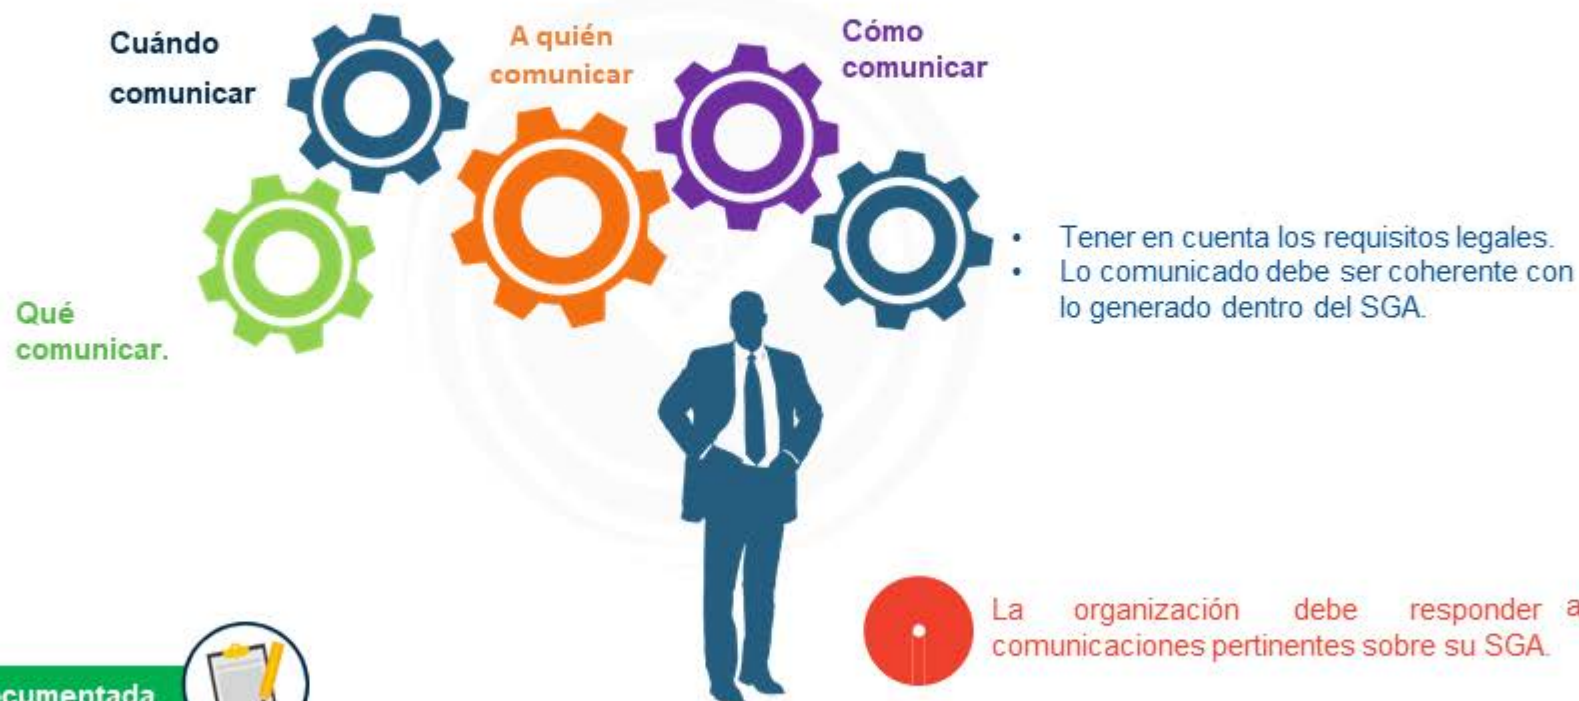 Cuándo
comunicar
A quién
comunicar
Cómo
comunicar
Qué
comunicar.
• Tener en cuenta los requisitos legales.
• Lo comunicado debe ser coherente con
lo generado dentro del SGA.
La organización debe responder a
comunicaciones pertinentes sobre su SGA.